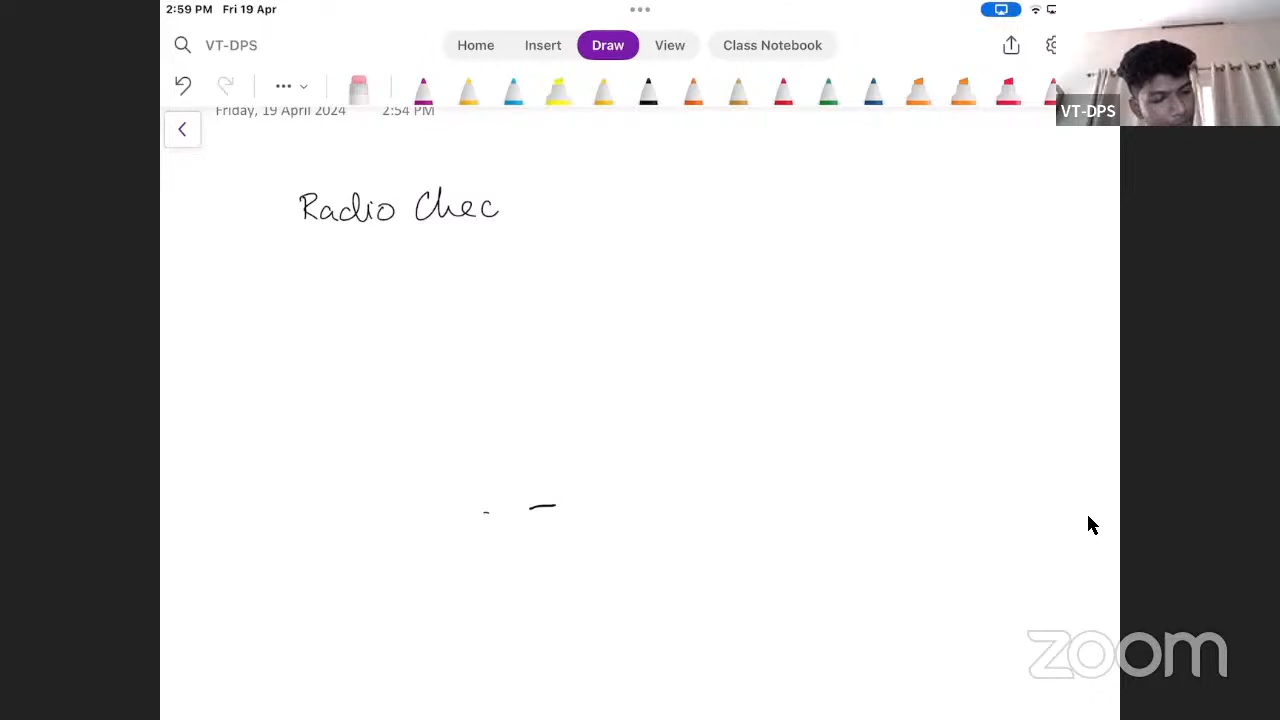 2:59 PM Fri 19 Apr
VT-DPS
Home Insert Draw View Class Notebook
Friday, 19 April 2024 2:54 PM
VT-DPS
Radio Chec
zoom